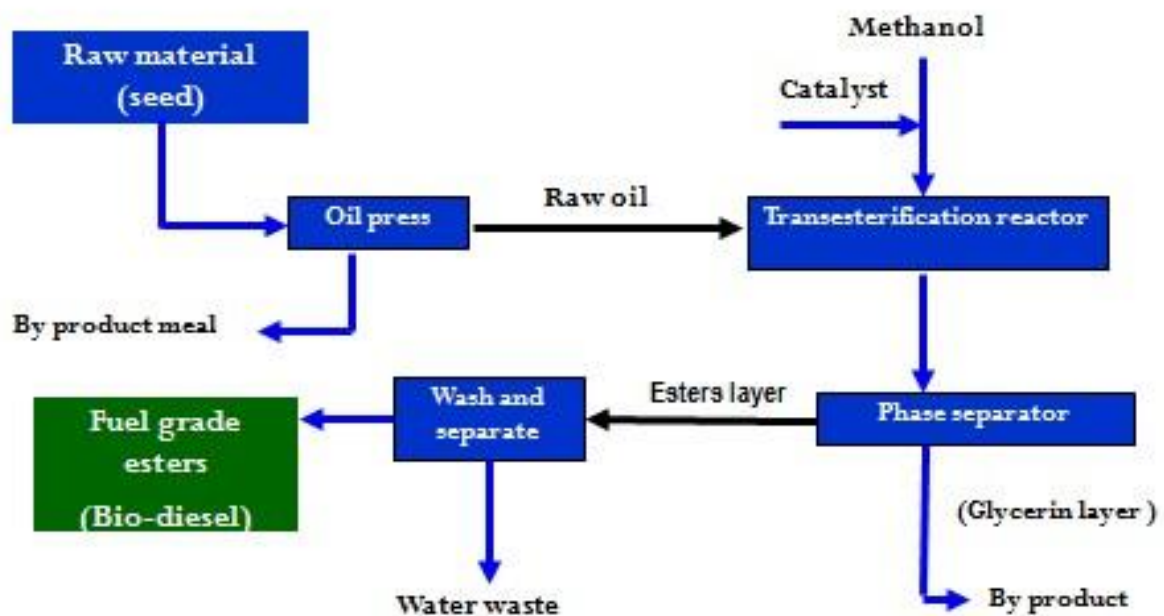 Raw material
(seed)
Methanol
Catalyst
Oil press
Raw oil
Transesterification reactor
By product meal
Fuel grade
esters
(Bio-diesel)
Wash and
separate
Esters layer
Phase separator
(Glycerin layer )
Water waste
By product